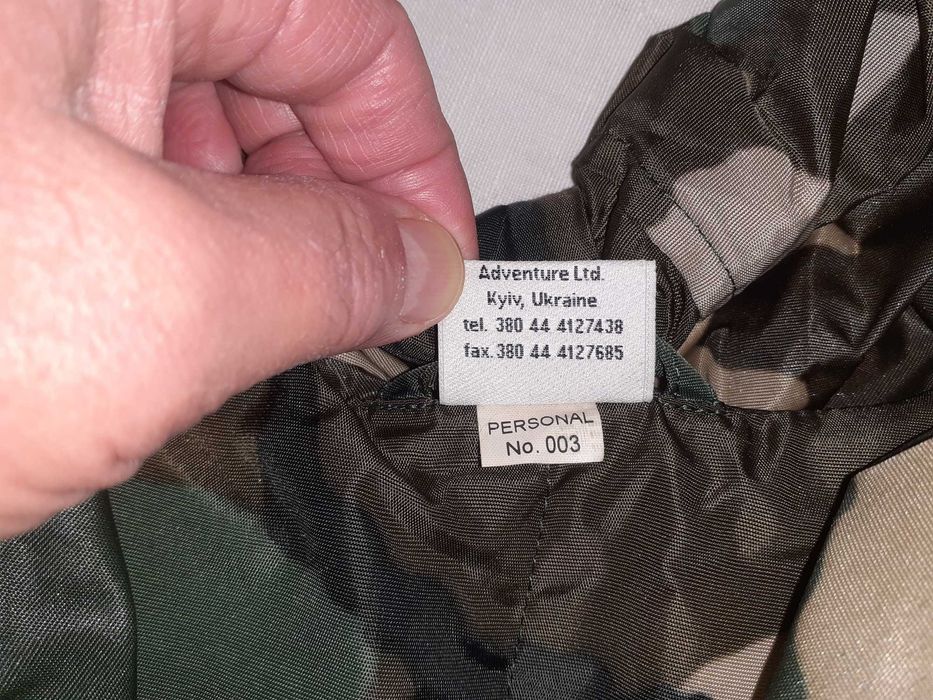 Adventure Ltd.
Kyiv, Ukraine
tel. 380 44 4127438
fax.380 44 4127685
PERSONAL
No. 003